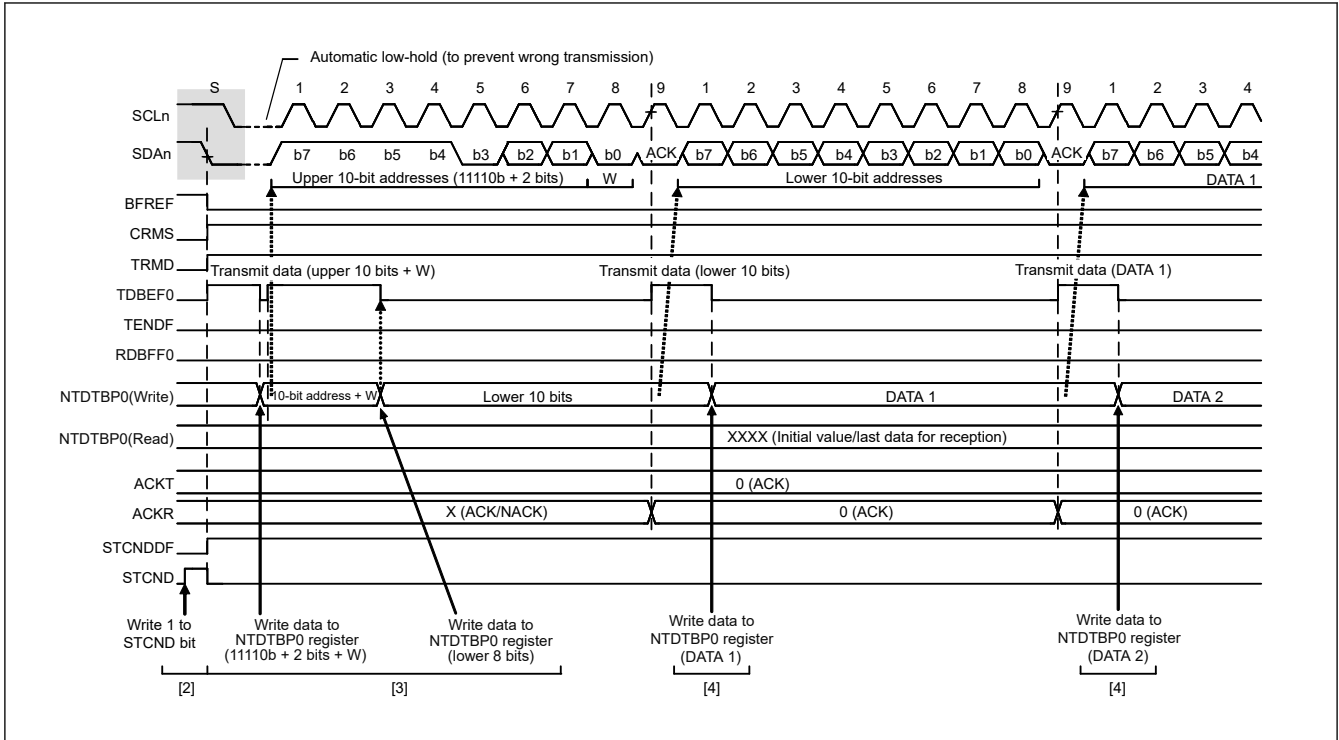 Automatic low-hold (to prevent wrong transmission)
S 1 2 3 4 5 6 7 8 9 1 2 3 4 5 6 7 8 9 1 2 3 4
SCLn
SDAn b7 b6 b5 b4 b3 b2 b1 b0 ACK b7 b6 b5 b4 b3 b2 b1 b0 ACK b7 b6 b5 b4
Upper 10-bit addresses (11110b + 2 bits) W Lower 10-bit addresses DATA 1
BFREF
CRMS
TRMD
Transmit data (upper 10 bits + W) Transmit data (lower 10 bits) Transmit data (DATA 1)
TDBEF0
TENDF
RDBFF0
NTDTBP0(Write) 10-bit address + W Lower 10 bits DATA 1 DATA 2
NTDTBP0(Read) XXXX (Initial value/last data for reception)
ACKT 0 (ACK)
ACKR X (ACK/NACK) 0 (ACK) 0 (ACK)
STCNDDF
STCND
Write 1 to STCND bit
Write data to NTDTBP0 register (11110b + 2 bits + W)
Write data to NTDTBP0 register (lower 8 bits)
Write data to NTDTBP0 register (DATA 1)
Write data to NTDTBP0 register (DATA 2)
[2] [3] [4] [4]